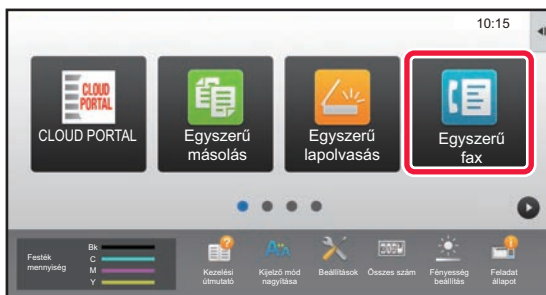 10:15
CLOUD
PORTAL
CLOUD PORTAL
Egyszerű
másolás
Egyszerű
lapolvasás
Egyszerű
fax
Festék
mennyiség
Bk
C
M
Y
Kezelési
útmutató
Kijelző mód
nagyítása
Beállítások
Összes szám
Fényesség
beállítás
Feladat
állapot